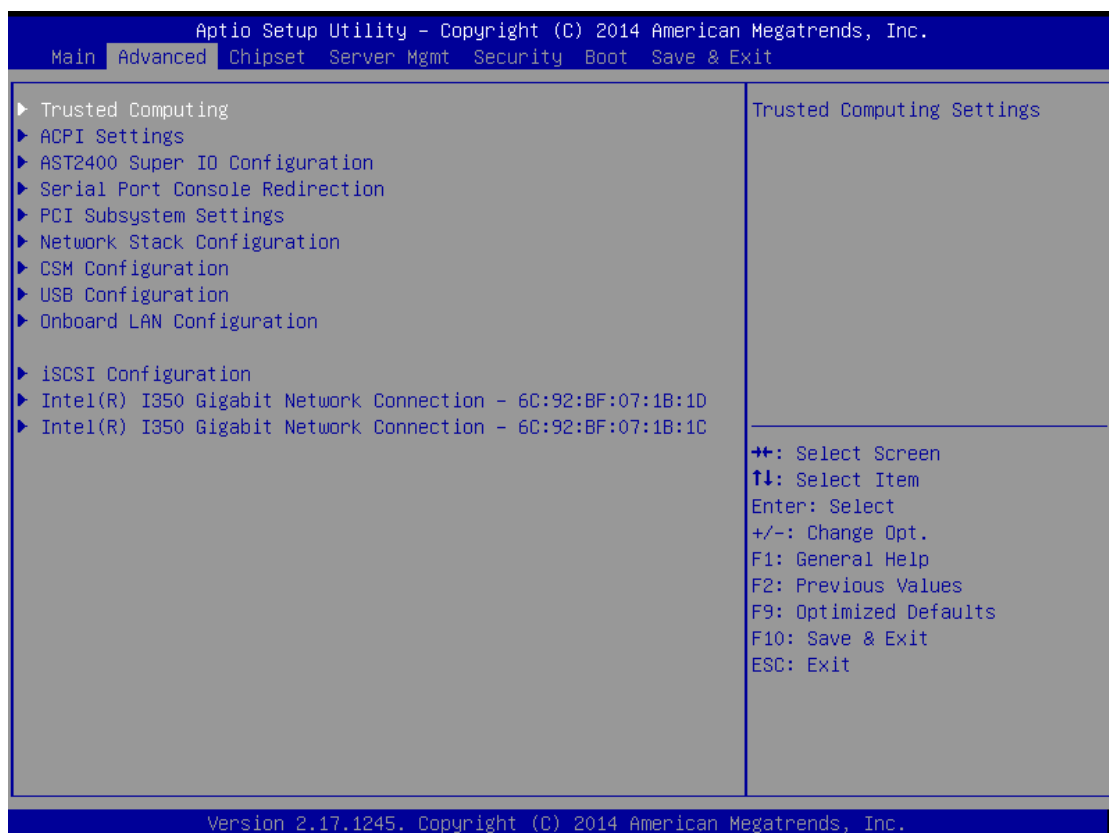 Aptio Setup Utility – Copyright (C) 2014 American Megatrends, Inc.
Main Advanced Chipset Server Mgmt Security Boot Save & Exit
▶ Trusted Computing
▶ ACPI Settings
▶ AST2400 Super IO Configuration
▶ Serial Port Console Redirection
▶ PCI Subsystem Settings
▶ Network Stack Configuration
▶ CSM Configuration
▶ USB Configuration
▶ Onboard LAN Configuration
▶ iSCSI Configuration
▶ Intel(R) I350 Gigabit Network Connection – 6C:92:BF:07:1B:1D
▶ Intel(R) I350 Gigabit Network Connection – 6C:92:BF:07:1B:1C
Trusted Computing Settings
→←: Select Screen
↑↓: Select Item
Enter: Select
+/-: Change Opt.
F1: General Help
F2: Previous Values
F9: Optimized Defaults
F10: Save & Exit
ESC: Exit
Version 2.17.1245. Copyright (C) 2014 American Megatrends, Inc.